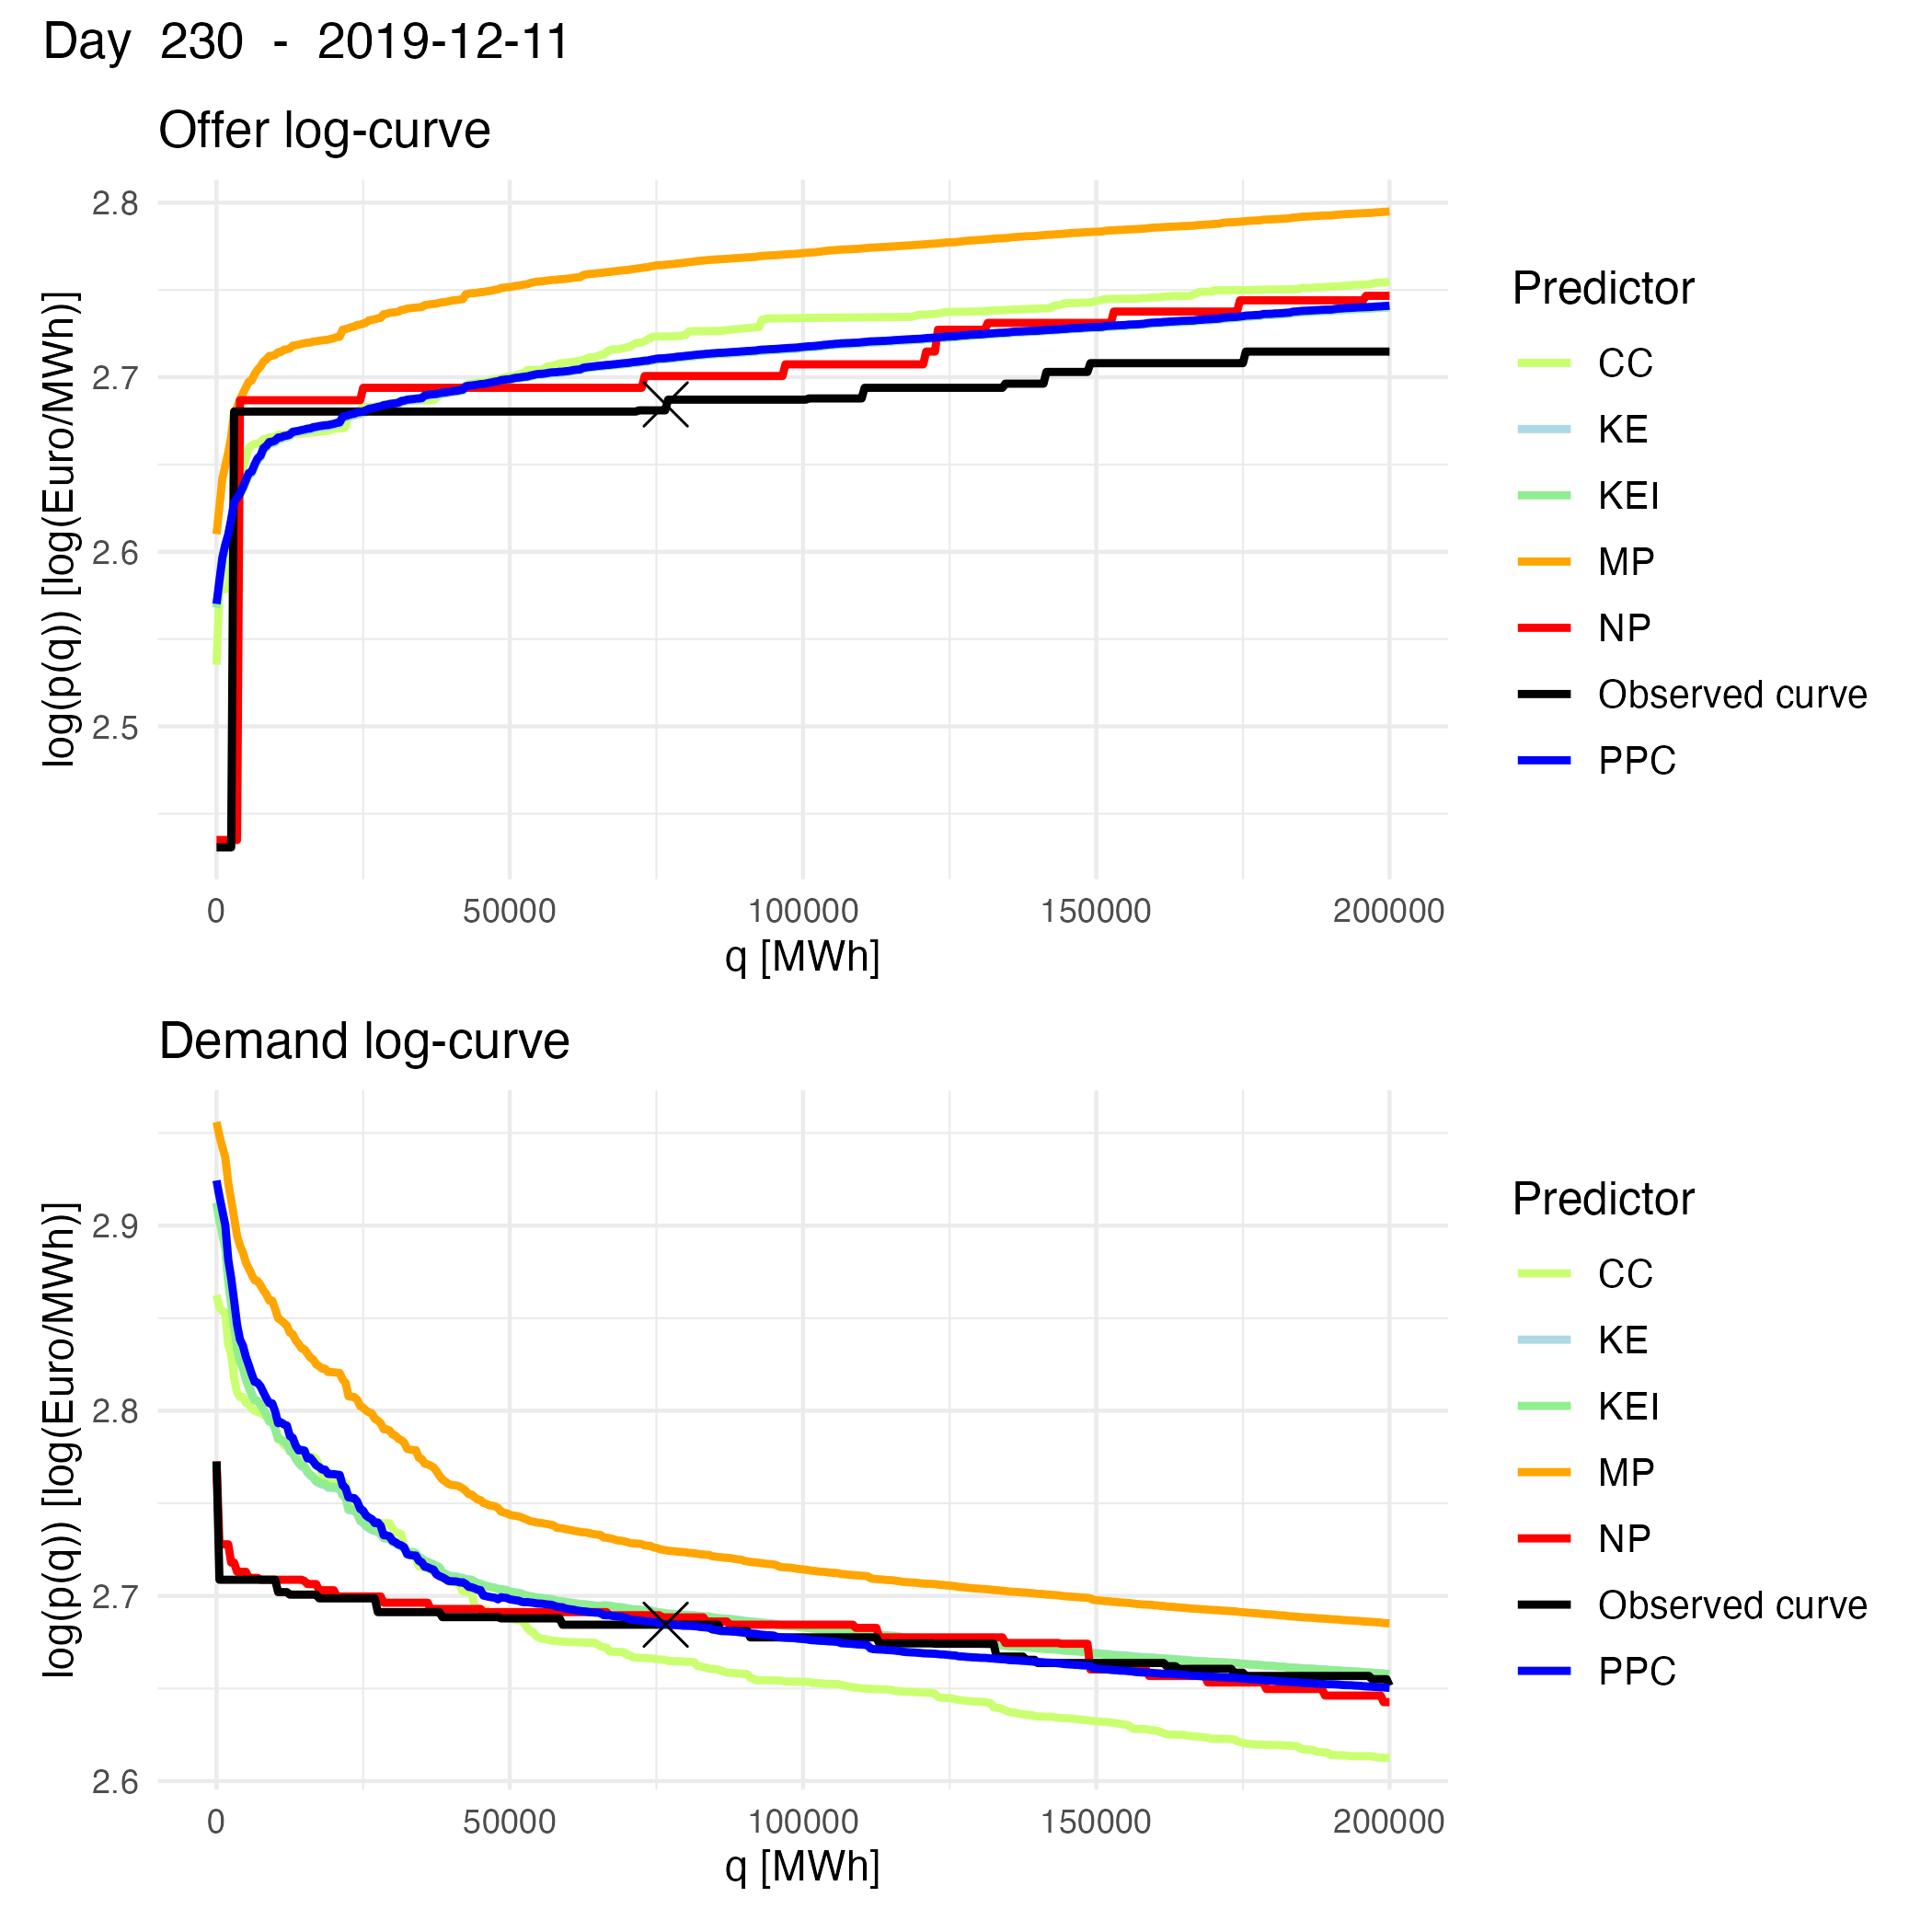 Day 230 - 2019-12-11
Offer log-curve
log(p(q)) [log(Euro/MWh)]
2.8
2.7
2.6
2.5
0
50000
100000
150000
200000
q [MWh]
Predictor
CC
KE
KEI
MP
NP
Observed curve
PPC
Demand log-curve
log(p(q)) [log(Euro/MWh)]
2.9
2.8
2.7
2.6
0
50000
100000
150000
200000
q [MWh]
Predictor
CC
KE
KEI
MP
NP
Observed curve
PPC